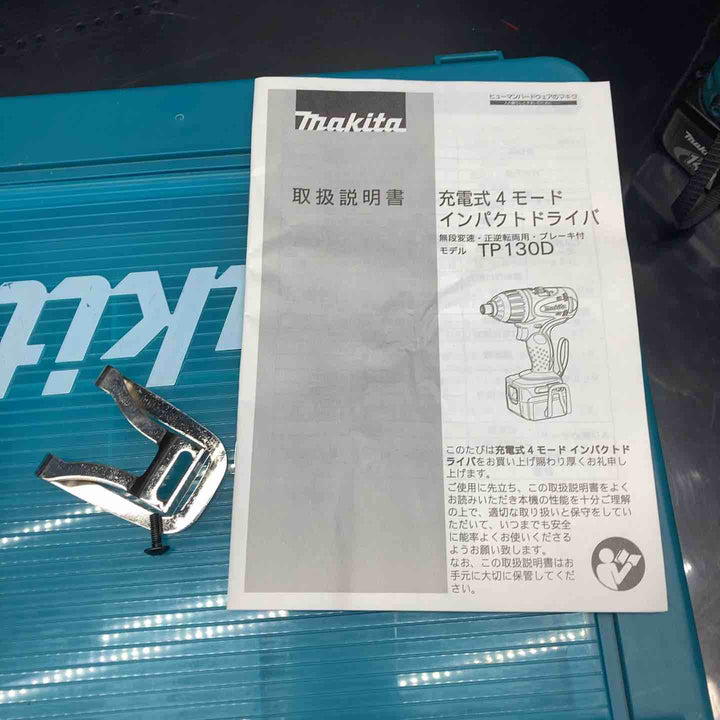 ヒューマンハードウェアのマキタ
makita
取扱説明書
充電式4モード
インパクトドライバ
無段変速・正逆転両用・ブレーキ付
モデル TP130D
このたびは充電式4モード インパクトド
ライバをお買い上げ賜わり厚くお礼申し
上げます。
ご使用に先立ち、この取扱説明書をよく
お読みいただき本機の性能を十分ご理解
の上で、適切な取り扱いと保守をしてい
ただいて、いつまでも安全
に能率よくお使いくださる
ようお願い致します。
なお、この取扱説明書はお
手元に大切に保管してくだ
さい。
makita